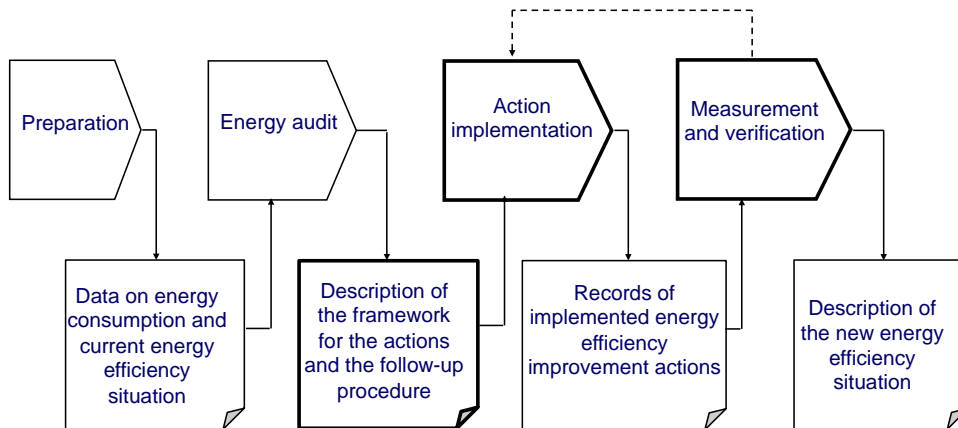 Preparation
Energy audit
Action
implementation
Measurement
and verification
Data on energy
consumption and
current energy
efficiency
situation
Description of
the framework
for the actions
and the follow-up
procedure
Records of
implemented energy
efficiency
improvement actions
Description of
the new energy
efficiency
situation